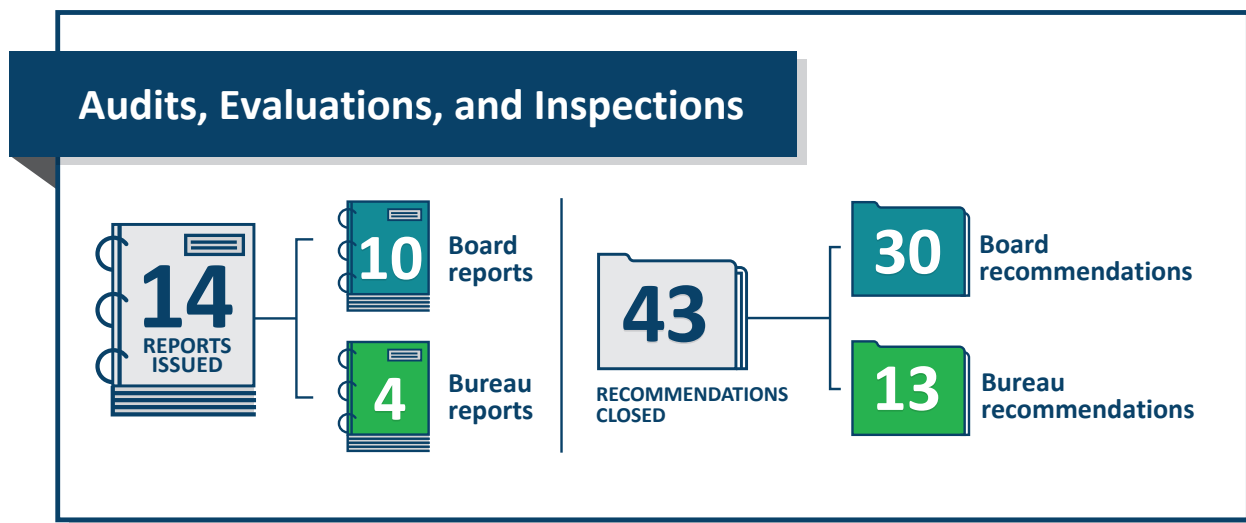 Audits, Evaluations, and Inspections
14
REPORTS
ISSUED
10
Board
reports
4
Bureau
reports
43
RECOMMENDATIONS
CLOSED
30
Board
recommendations
13
Bureau
recommendations